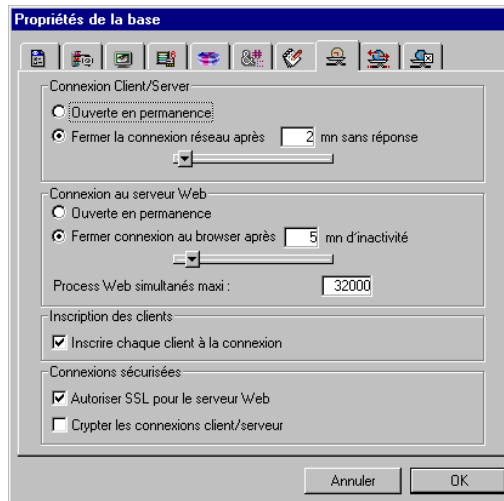 Propriétés de la base
Connexion Client/Server
Ouverte en permanence
Fermer la connexion réseau après 2 mn sans réponse
Connexion au serveur Web
Ouverte en permanence
Fermer connexion au browser après 5 mn d'inactivité
Process Web simultanés maxi : 32000
Inscription des clients
Inscrire chaque client à la connexion
Connexions sécurisées
Autoriser SSL pour le serveur Web
Crypter les connexions client/serveur
Annuler OK